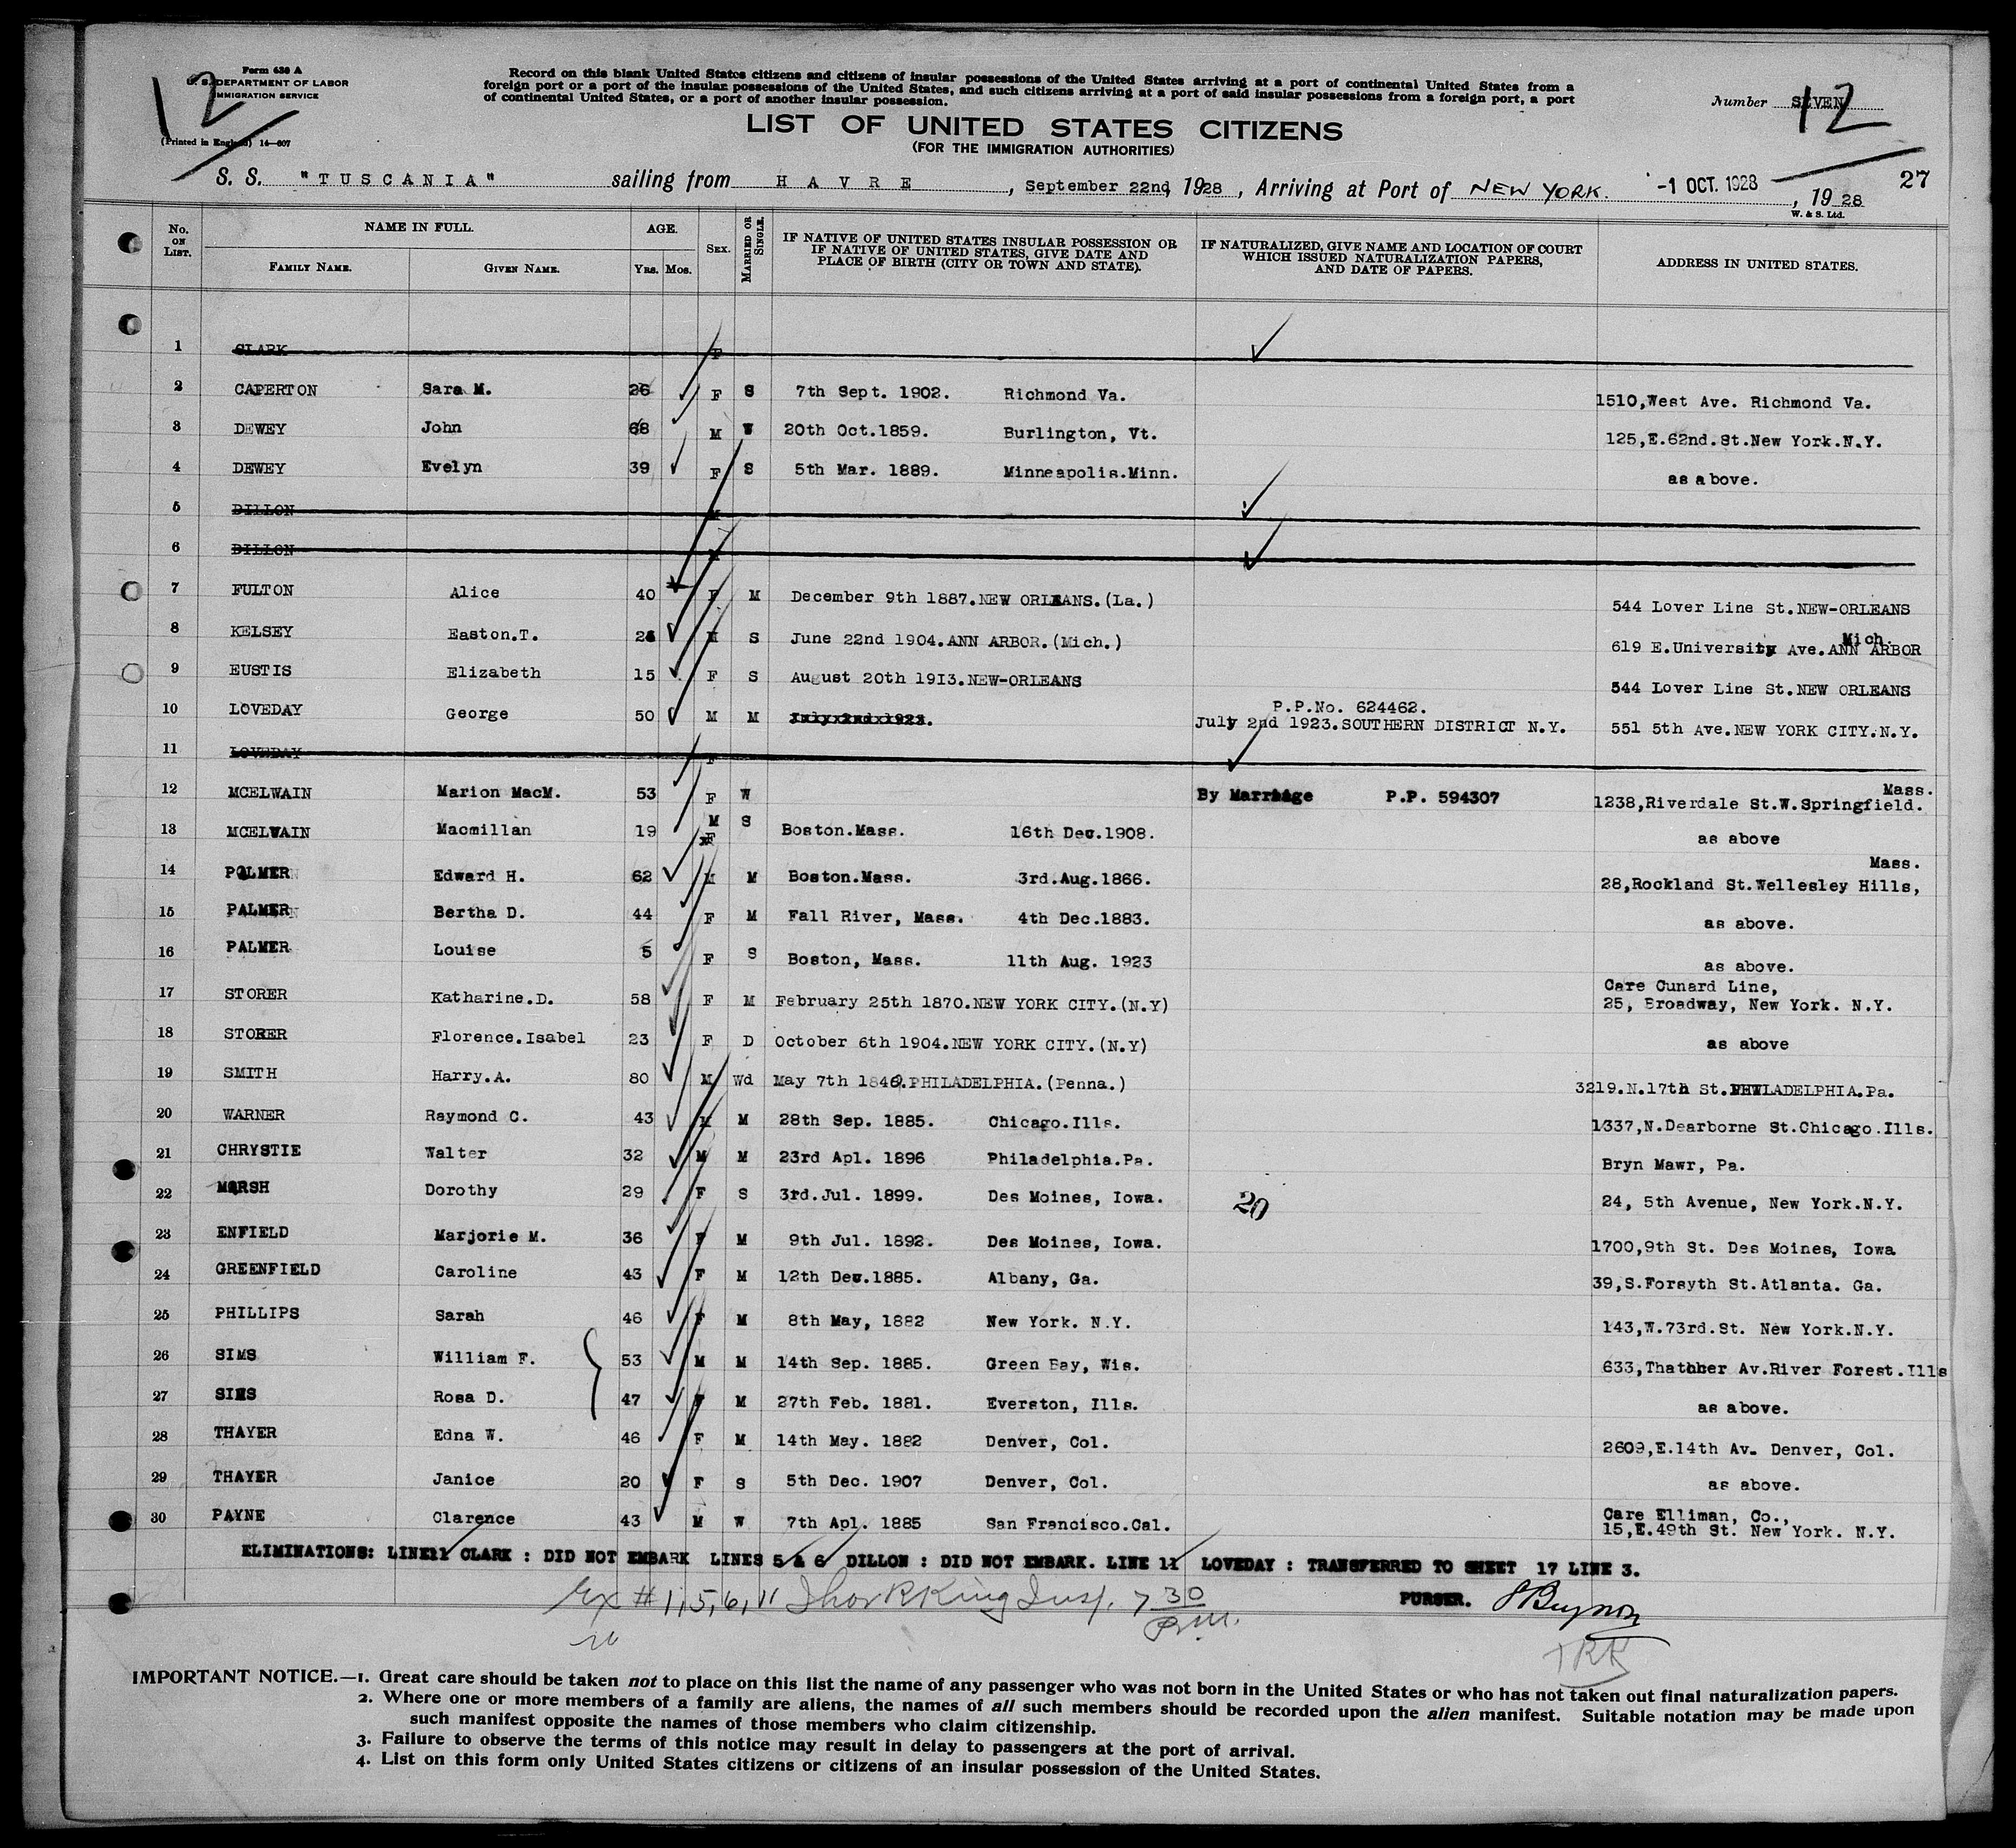 12
Form 630 A
U. S. DEPARTMENT OF LABOR
IMMIGRATION SERVICE
(Printed in England) 14—607
Record on this blank United States citizens and citizens of insular possessions of the United States arriving at a port of continental United States from a
foreign port or a port of the insular possessions of the United States, and such citizens arriving at a port of said insular possessions from a foreign port, a port
of continental United States, or a port of another insular possession.
Number SEVEN 12
LIST OF UNITED STATES CITIZENS
(FOR THE IMMIGRATION AUTHORITIES)
S. S. "TUSCANIA" sailing from HAVRE, September 22nd, 1928, Arriving at Port of NEW YORK. -1 OCT. 1928, 1928 27
W. & S. Ltd.
No. ON LIST. NAME IN FULL. FAMILY NAME. GIVEN NAME. AGE. YRS. MOS. SEX. MARRIED OR SINGLE. IF NATIVE OF UNITED STATES INSULAR POSSESSION OR IF NATIVE OF UNITED STATES, GIVE DATE AND PLACE OF BIRTH (CITY OR TOWN AND STATE). IF NATURALIZED, GIVE NAME AND LOCATION OF COURT WHICH ISSUED NATURALIZATION PAPERS, AND DATE OF PAPERS. ADDRESS IN UNITED STATES.
1 CLARK F
2 CAPERTON Sara M. 26 F S 7th Sept. 1902. Richmond Va. 1510,West Ave. Richmond Va.
3 DEWEY John 68 M W 20th Oct.1859. Burlington, Vt. 125,E.62nd.St.New York.N.Y.
4 DEWEY Evelyn 39 F S 5th Mar. 1889. Minneapolis.Minn. as above.
5 DILLON
6 DILLON
7 FULTON Alice 40 F M December 9th 1887.NEW ORLEANS.(La.) 544 Lover Line St.NEW-ORLEANS
8 KELSEY Easton.T. 24 M S June 22nd 1904.ANN ARBOR.(Mich.) 619 E.University Ave.ANN ARBOR Mich.
9 EUSTIS Elizabeth 15 F S August 20th 1913.NEW-ORLEANS 544 Lover Line St.NEW ORLEANS
10 LOVEDAY George 50 M M July 2nd 1923. P.P.No. 624462. July 2nd 1923.SOUTHERN DISTRICT N.Y. 551 5th Ave.NEW YORK CITY.N.Y.
11 LOVEDAY F
12 MCELWAIN Marion MacM. 53 F W By Marriage P.P. 594307 1238,Riverdale St.W.Springfield. Mass.
13 MCELWAIN Macmillan 19 M S Boston.Mass. 16th Dec.1908. as above
14 PALMER Edward H. 62 M M Boston.Mass. 3rd.Aug.1866. 28,Rockland St.Wellesley Hills, Mass.
15 PALMER Bertha D. 44 F M Fall River, Mass. 4th Dec.1883. as above.
16 PALMER Louise 5 F S Boston, Mass. 11th Aug. 1923 as above.
17 STORER Katharine.D. 58 F M February 25th 1870.NEW YORK CITY.(N.Y) Care Cunard Line, 25, Broadway, New York. N.Y.
18 STORER Florence.Isabel 23 F D October 6th 1904.NEW YORK CITY.(N.Y) as above
19 SMITH Harry.A. 80 M Wd May 7th PHILADELPHIA.(Penna.) 3219.N.17th St.PHILADELPHIA.Pa.
20 WARNER Raymond C. 43 M M 28th Sep. 1885. Chicago.Ills. 1337,N.Dearborne St.Chicago.Ills.
21 CHRYSTIE Walter 32 M M 23rd Apl. 1896 Philadelphia.Pa. Bryn Mawr, Pa.
22 MARSH Dorothy 29 F S 3rd.Jul. 1899. Des Moines, Iowa. 20 24, 5th Avenue, New York.N.Y.
23 ENFIELD Marjorie M. 36 F M 9th Jul. 1892. Des Moines, Iowa. 1700,9th St. Des Moines, Iowa
24 GREENFIELD Caroline 43 F M 12th Dec.1885. Albany, Ga. 39,S.Forsyth St.Atlanta. Ga.
25 PHILLIPS Sarah 46 F M 8th May, 1882 New York. N.Y. 143,W.73rd.St. New York.N.Y.
26 SIMS William F. 53 M M 14th Sep. 1885. Green Bay, Wis. 633,Thatcher Av.River Forest.Ills
27 SIMS Rosa D. 47 F M 27th Feb. 1881. Everston, Ills. as above.
28 THAYER Edna W. 46 F M 14th May. 1882 Denver, Col. 2609,E.14th Av. Denver, Col.
29 THAYER Janice 20 F S 5th Dec. 1907 Denver, Col. as above.
30 PAYNE Clarence 43 M W 7th Apl. 1885 San Francisco.Cal. Care Elliman, Co., 15,E.49th St. New York. N.Y.
ELIMINATIONS: LINE 1 CLARK : DID NOT EMBARK LINES 5 & 6 DILLON : DID NOT EMBARK. LINE 11 LOVEDAY : TRANSFERRED TO SHEET 17 LINE 3.
Ex # 1, 5, 6, 11 Thos R King Insp. 7 30 P.M.
PURSER.
TRK
IMPORTANT NOTICE.—1. Great care should be taken not to place on this list the name of any passenger who was not born in the United States or who has not taken out final naturalization papers.
2. Where one or more members of a family are aliens, the names of all such members should be recorded upon the alien manifest. Suitable notation may be made upon
such manifest opposite the names of those members who claim citizenship.
3. Failure to observe the terms of this notice may result in delay to passengers at the port of arrival.
4. List on this form only United States citizens or citizens of an insular possession of the United States.